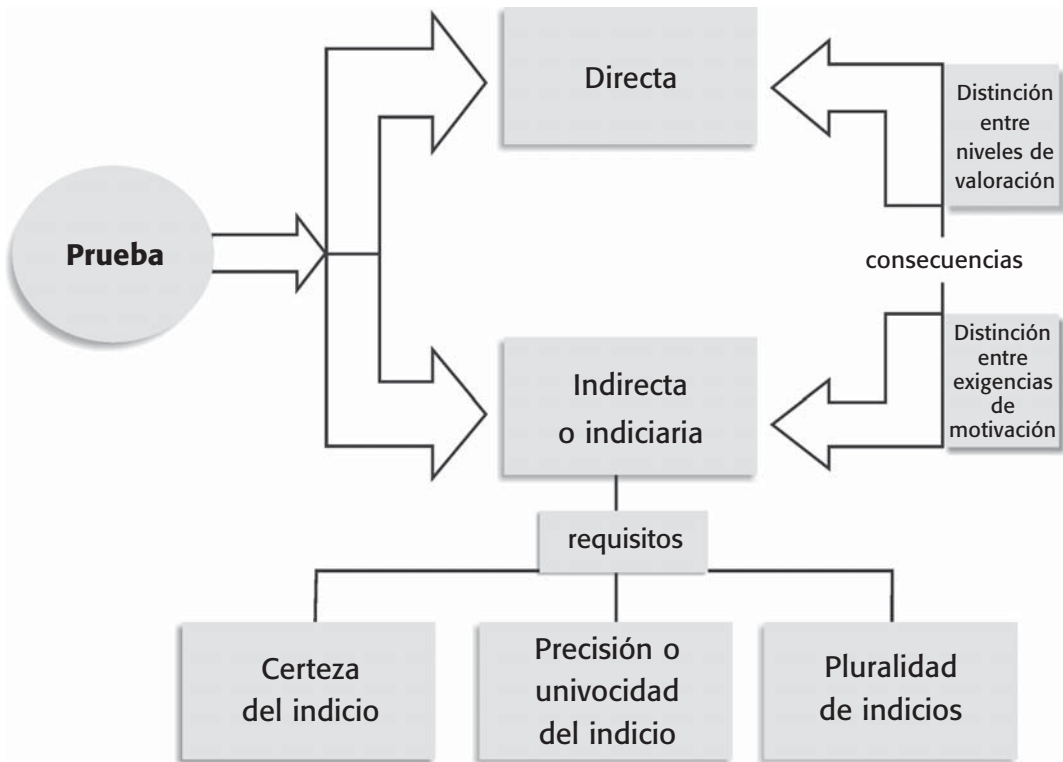 Prueba
Directa
Distinción
entre
niveles de
valoración
consecuencias
Distinción
entre
exigencias
de
motivación
Indirecta
o indiciaria
requisitos
Certeza
del indicio
Precisión o
univocidad
del indicio
Pluralidad
de indicios